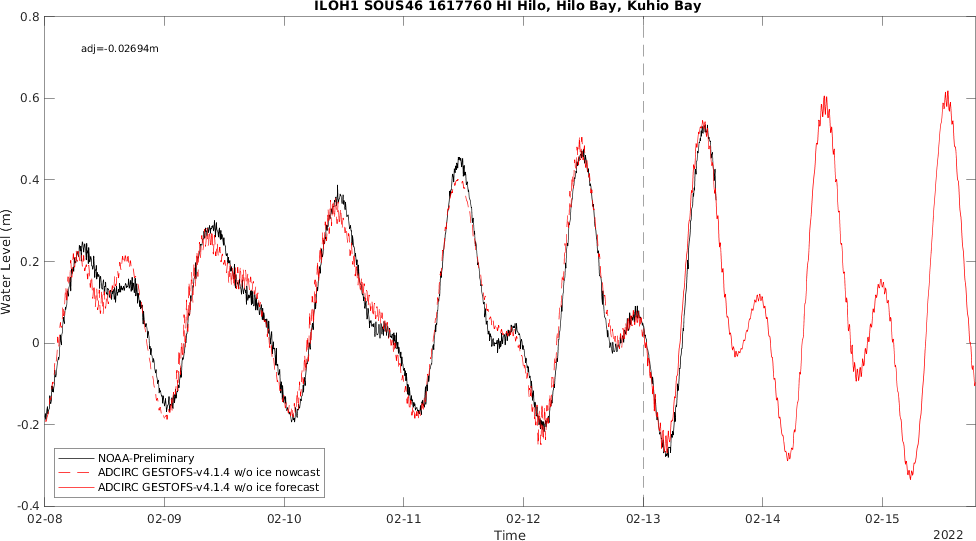 ILOH1 SOUS46 1617760 HI Hilo, Hilo Bay, Kuhio Bay
0.8
adj=-0.02694m
0.6
0.4
0.2
0
-0.2
-0.4
Water Level (m)
NOAA-Preliminary
ADCIRC GESTOFS-v4.1.4 w/o ice nowcast
ADCIRC GESTOFS-v4.1.4 w/o ice forecast
02-08 02-09 02-10 02-11 02-12 02-13 02-14 02-15
Time
2022